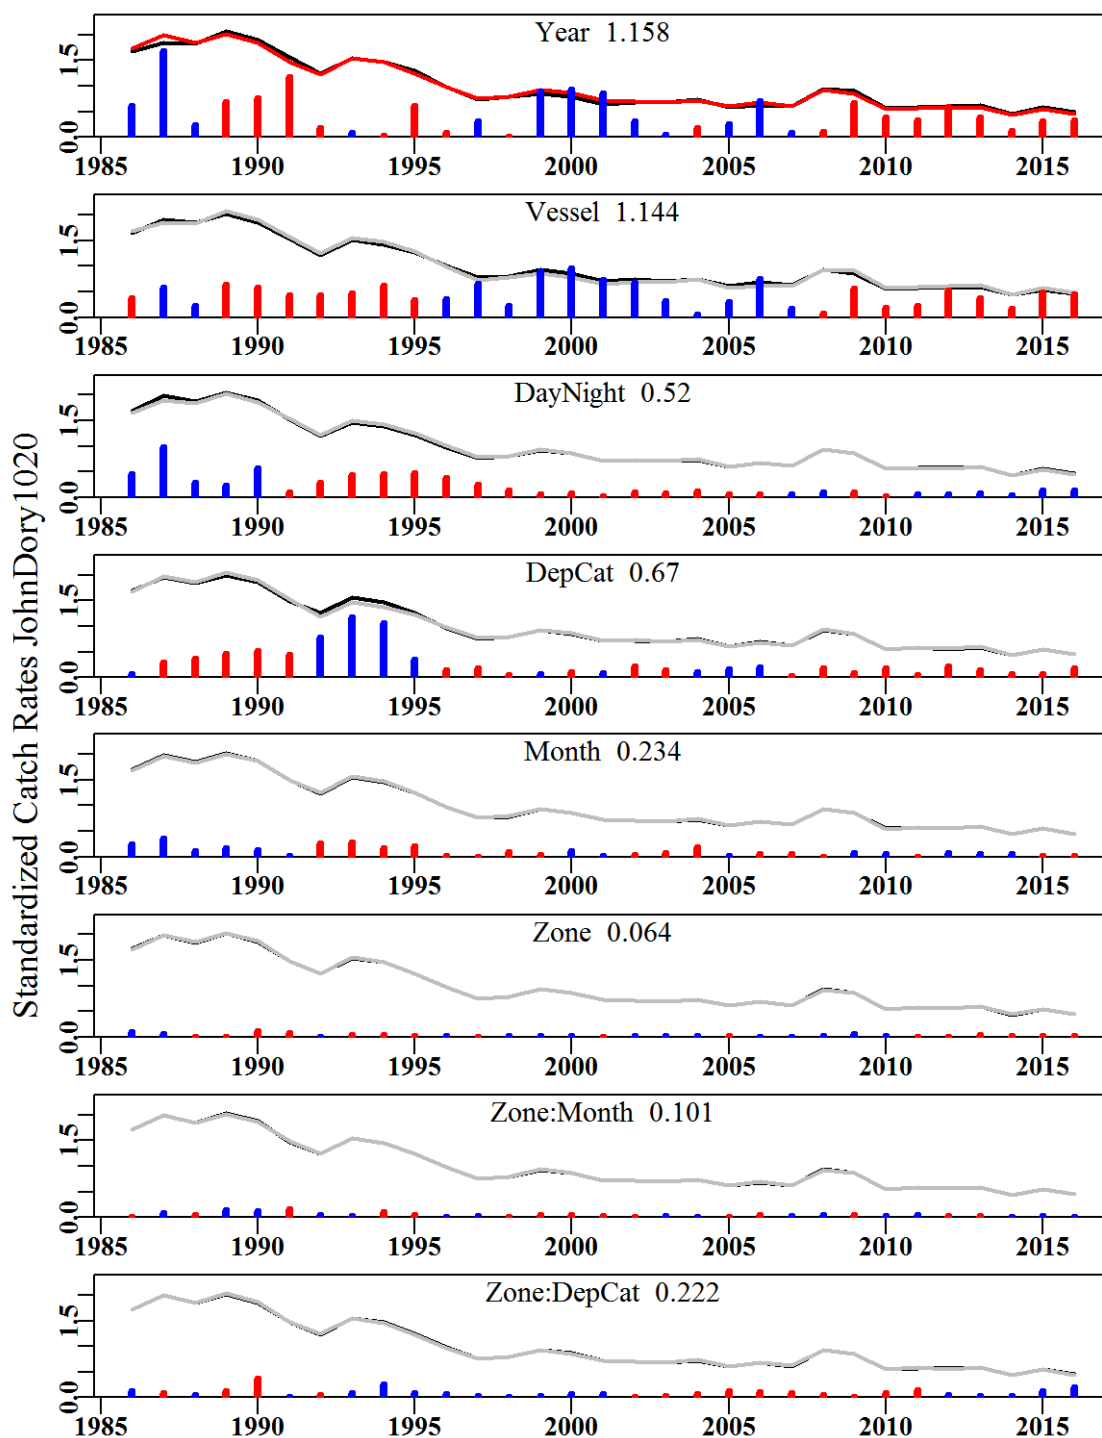 Standardized Catch Rates JohnDory1020
Year 1.158
0.0 1.5
1985 1990 1995 2000 2005 2010 2015
Vessel 1.144
0.0 1.5
1985 1990 1995 2000 2005 2010 2015
DayNight 0.52
0.0 1.5
1985 1990 1995 2000 2005 2010 2015
DepCat 0.67
0.0 1.5
1985 1990 1995 2000 2005 2010 2015
Month 0.234
0.0 1.5
1985 1990 1995 2000 2005 2010 2015
Zone 0.064
0.0 1.5
1985 1990 1995 2000 2005 2010 2015
Zone:Month 0.101
0.0 1.5
1985 1990 1995 2000 2005 2010 2015
Zone:DepCat 0.222
0.0 1.5
1985 1990 1995 2000 2005 2010 2015